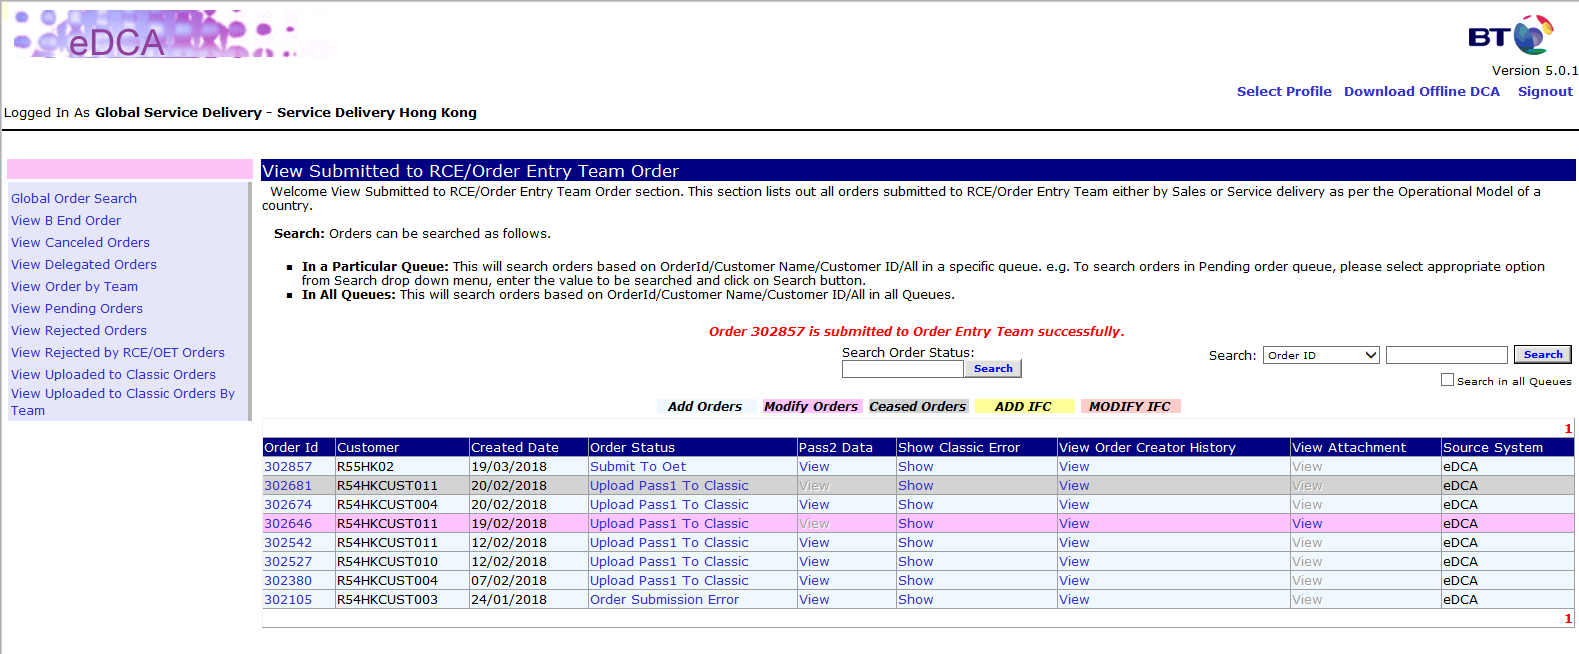 eDCA
BT
Version 5.0.1
Select Profile Download Offline DCA Signout
Logged In As Global Service Delivery - Service Delivery Hong Kong
Global Order Search
View B End Order
View Canceled Orders
View Delegated Orders
View Order by Team
View Pending Orders
View Rejected Orders
View Rejected by RCE/OET Orders
View Uploaded to Classic Orders
View Uploaded to Classic Orders By
Team
View Submitted to RCE/Order Entry Team Order
Welcome View Submitted to RCE/Order Entry Team Order section. This section lists out all orders submitted to RCE/Order Entry Team either by Sales or Service delivery as per the Operational Model of a
country.
Search: Orders can be searched as follows.
In a Particular Queue: This will search orders based on OrderId/Customer Name/Customer ID/All in a specific queue. e.g. To search orders in Pending order queue, please select appropriate option
from Search drop down menu, enter the value to be searched and click on Search button.
In All Queues: This will search orders based on OrderId/Customer Name/Customer ID/All in all Queues.
Order 302857 is submitted to Order Entry Team successfully.
Search Order Status:
Search
Search: Order ID Search
Search in all Queues
Add Orders Modify Orders Ceased Orders ADD IFC MODIFY IFC
1
Order Id Customer Created Date Order Status Pass2 Data Show Classic Error View Order Creator History View Attachment Source System
302857 R55HK02 19/03/2018 Submit To Oet View Show View View eDCA
302681 R54HKCUST011 20/02/2018 Upload Pass1 To Classic View Show View View eDCA
302674 R54HKCUST004 20/02/2018 Upload Pass1 To Classic View Show View View eDCA
302646 R54HKCUST011 19/02/2018 Upload Pass1 To Classic View Show View View eDCA
302542 R54HKCUST011 12/02/2018 Upload Pass1 To Classic View Show View View eDCA
302527 R54HKCUST010 12/02/2018 Upload Pass1 To Classic View Show View View eDCA
302380 R54HKCUST004 07/02/2018 Upload Pass1 To Classic View Show View View eDCA
302105 R54HKCUST003 24/01/2018 Order Submission Error View Show View View eDCA
1